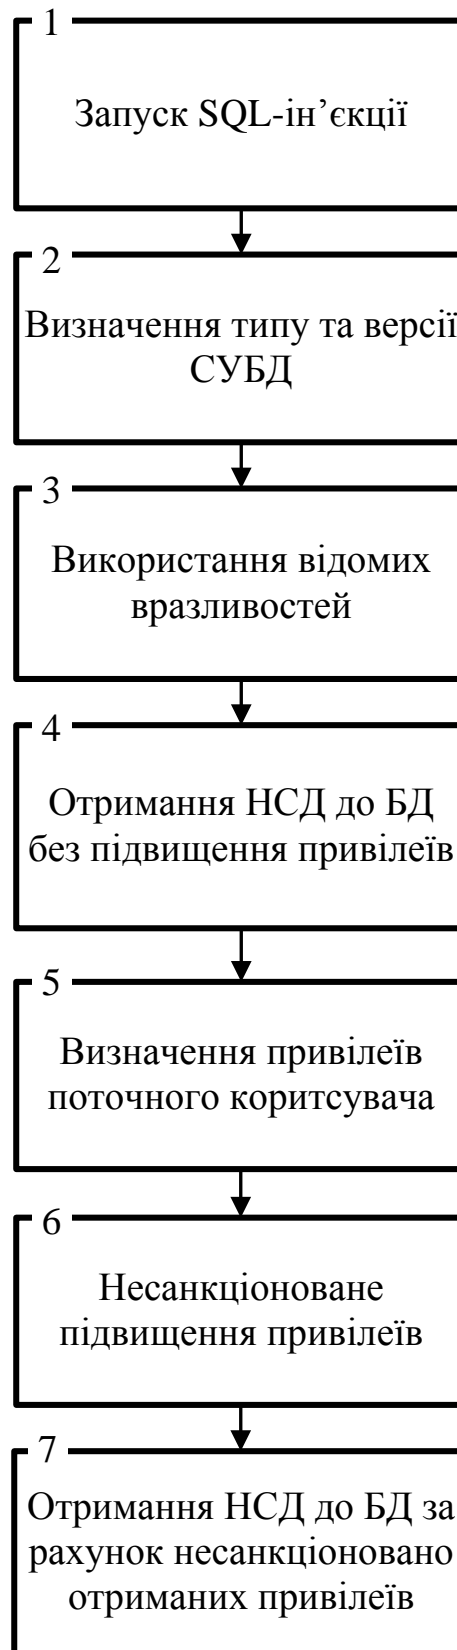 1
Запуск SQL-ін’єкції
2
Визначення типу та версії
СУБД
3
Використання відомих
вразливостей
4
Отримання НСД до БД
без підвищення привілеїв
5
Визначення привілеїв
поточного коритсувача
6
Несанкціоноване
підвищення привілеїв
7
Отримання НСД до БД за
рахунок несанкціоновано
отриманих привілеїв